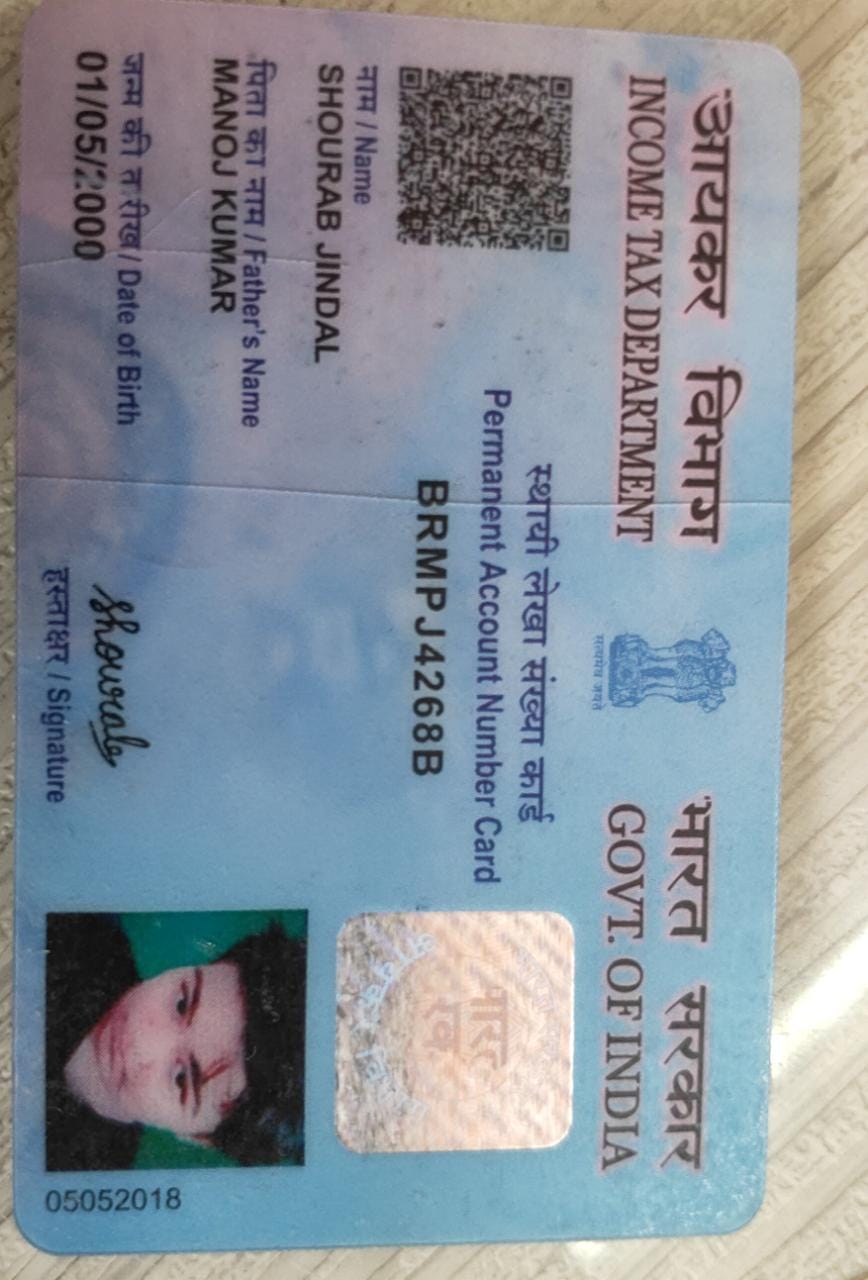 आयकर विभाग
INCOME TAX DEPARTMENT
सत्यमेव जयते
भारत सरकार
GOVT. OF INDIA
स्थायी लेखा संख्या कार्ड
Permanent Account Number Card
BRMPJ4268B
नाम / Name
SHOURAB JINDAL
पिता का नाम / Father's Name
MANOJ KUMAR
जन्म की तारीख / Date of Birth
01/05/2000
Shourab
हस्ताक्षर / Signature
05052018